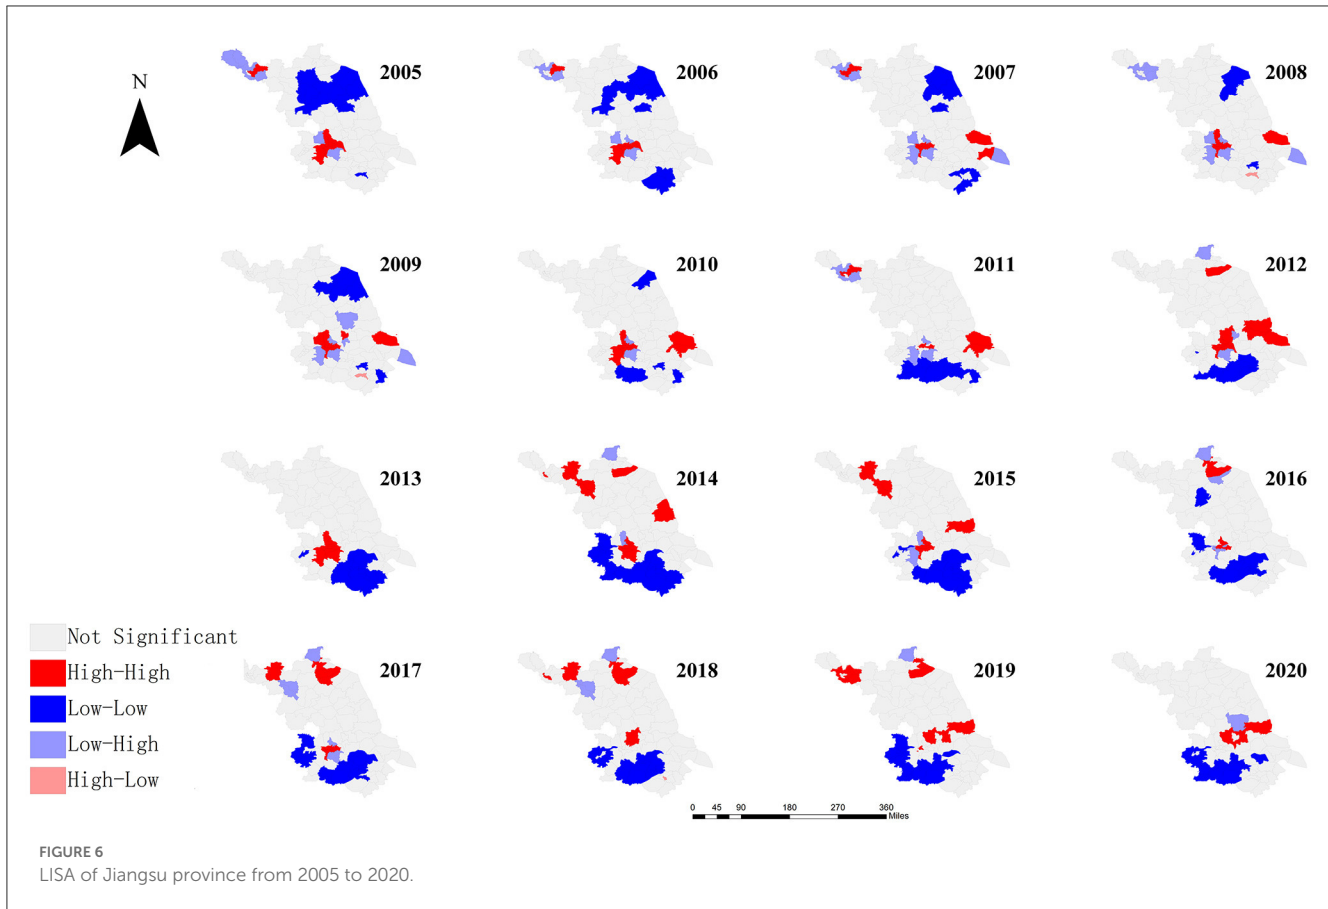 N
2005
2006
2007
2008
2009
2010
2011
2012
2013
2014
2015
2016
2017
2018
2019
2020
Not Significant
High-High
Low-Low
Low-High
High-Low
0 45 90 180 270 360
Miles
FIGURE 6
LISA of Jiangsu province from 2005 to 2020.